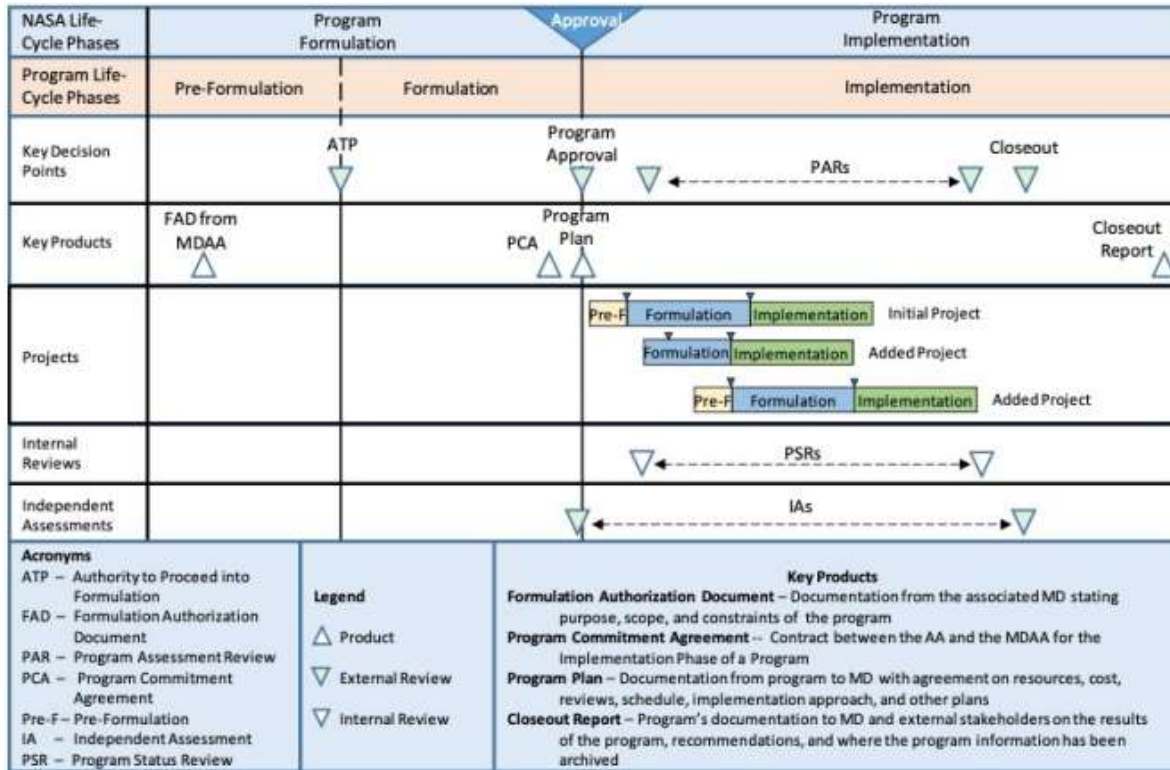 NASA Life-
Cycle Phases
Program
Formulation
Approval
Program
Implementation
Program Life-
Cycle Phases
Pre-Formulation
Formulation
Implementation
Key Decision
Points
ATP
Program
Approval
PARs
Closeout
Key Products
FAD from
MDAA
PCA
Program
Plan
Closeout
Report
Projects
Pre-F
Formulation
Implementation
Initial Project
Formulation
Implementation
Added Project
Pre-F
Formulation
Implementation
Added Project
Internal
Reviews
PSRs
Independent
Assessments
IAs
Acronyms
ATP – Authority to Proceed into
Formulation
FAD – Formulation Authorization
Document
PAR – Program Assessment Review
PCA – Program Commitment
Agreement
Pre-F – Pre-Formulation
IA – Independent Assessment
PSR – Program Status Review
Legend
Product
External Review
Internal Review
Key Products
Formulation Authorization Document – Documentation from the associated MD stating
purpose, scope, and constraints of the program
Program Commitment Agreement -- Contract between the AA and the MDAA for the
Implementation Phase of a Program
Program Plan – Documentation from program to MD with agreement on resources, cost,
reviews, schedule, implementation approach, and other plans
Closeout Report – Program's documentation to MD and external stakeholders on the results
of the program, recommendations, and where the program information has been
archived